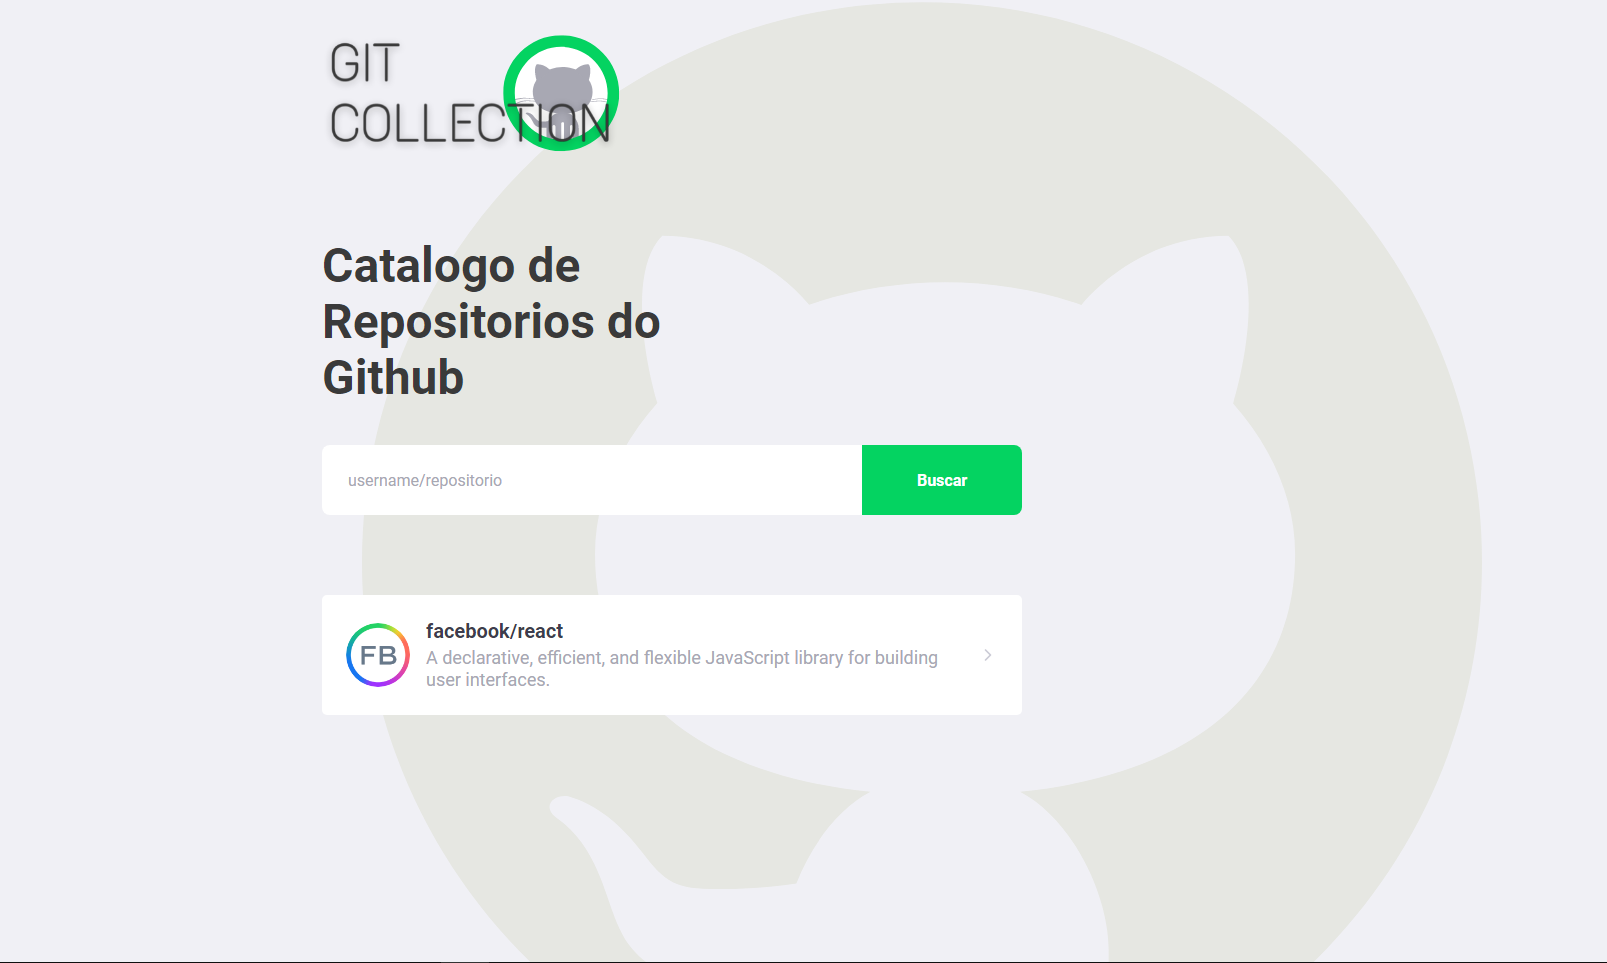 GIT
COLLECTION
Catalogo de
Repositorios do
Github
username/repositorio
Buscar
FB
facebook/react
A declarative, efficient, and flexible JavaScript library for building
user interfaces.